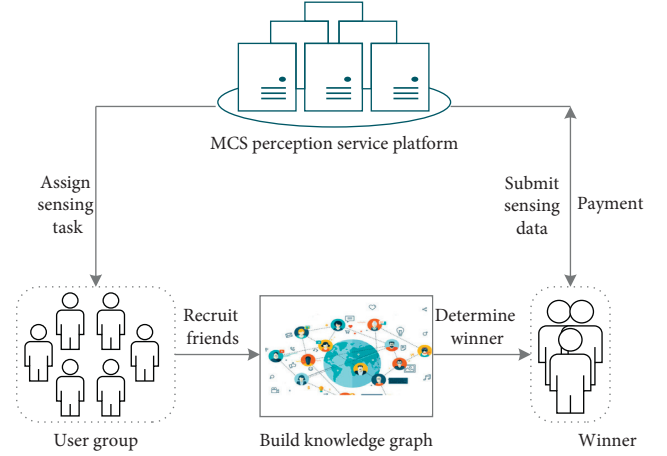 MCS perception service platform
Assign
sensing
task
Submit
sensing
data
Payment
Recruit
friends
Determine
winner
User group
Build knowledge graph
Winner